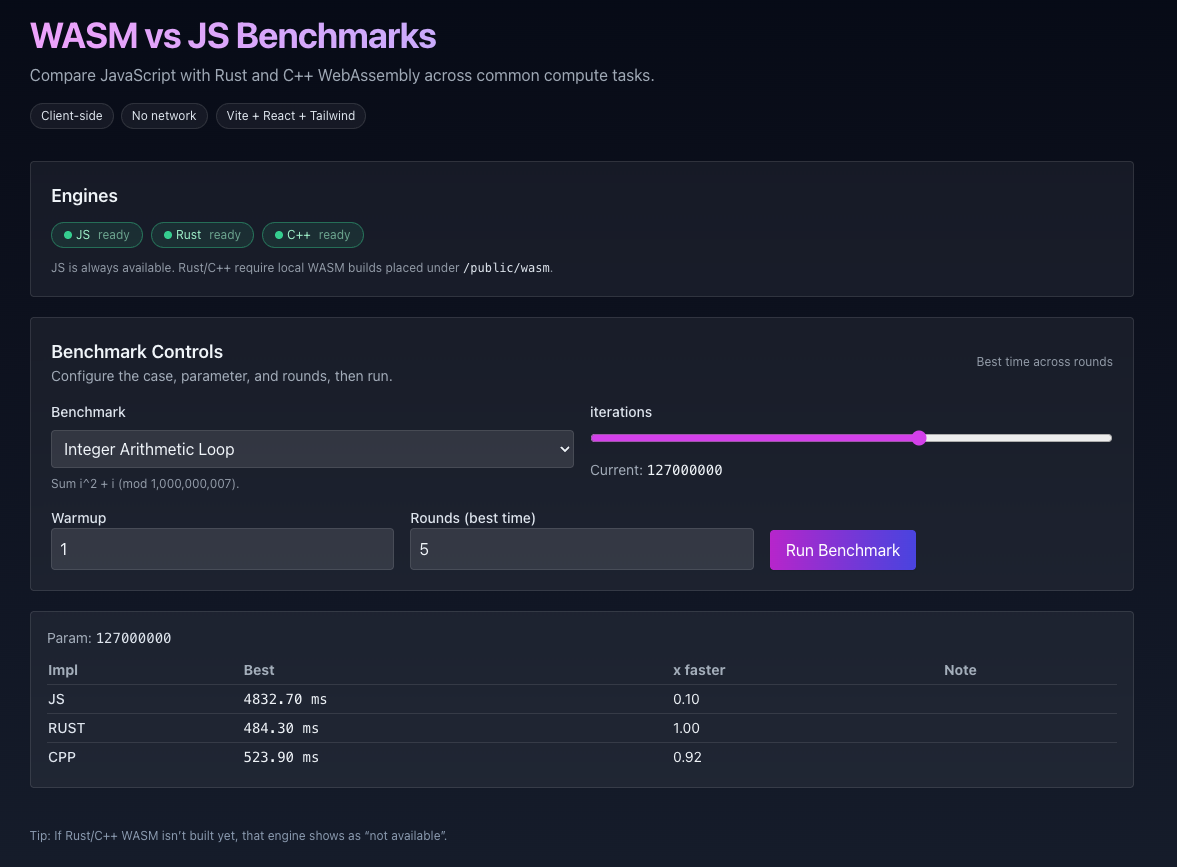 WASM vs JS Benchmarks
Compare JavaScript with Rust and C++ WebAssembly across common compute tasks.
Client-side No network Vite + React + Tailwind
Engines
JS ready Rust ready C++ ready
JS is always available. Rust/C++ require local WASM builds placed under /public/wasm.
Benchmark Controls
Configure the case, parameter, and rounds, then run.
Best time across rounds
Benchmark
Integer Arithmetic Loop
Sum i^2 + i (mod 1,000,000,007).
iterations
Current: 127000000
Warmup
1
Rounds (best time)
5
Run Benchmark
Param: 127000000
Impl Best x faster Note
JS 4832.70 ms 0.10
RUST 484.30 ms 1.00
CPP 523.90 ms 0.92
Tip: If Rust/C++ WASM isn't built yet, that engine shows as “not available”.